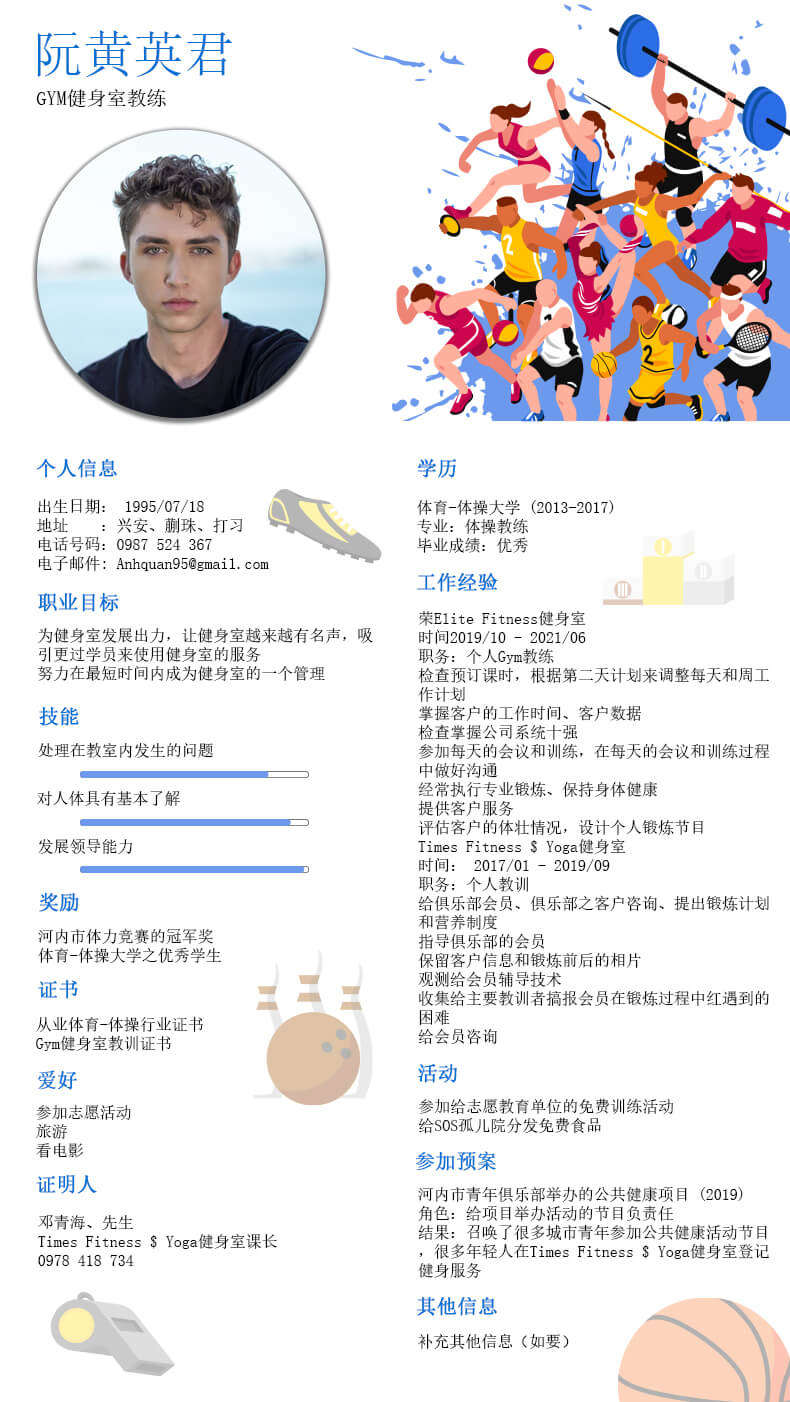 阮黄英君
GYM健身室教练
个人信息
出生日期: 1995/07/18
地址 :兴安、蒯珠、打习
电话号码:0987 524 367
电子邮件: Anhquan95@gmail.com
职业目标
为健身室发展出力，让健身室越来越有名声，吸
引更过学员来使用健身室的服务
努力在最短时间内成为健身室的一个管理
技能
处理在教室内发生的问题
对人体具有基本了解
发展领导能力
奖励
河内市体力竞赛的冠军奖
体育-体操大学之优秀学生
证书
从业体育-体操行业证书
Gym健身室教训证书
爱好
参加志愿活动
旅游
看电影
证明人
邓青海、先生
Times Fitness $ Yoga健身室课长
0978 418 734
学历
体育-体操大学 (2013-2017)
专业: 体操教练
毕业成绩: 优秀
工作经验
荣Elite Fitness健身室
时间2019/10 - 2021/06
职务: 个人Gym教练
检查预订课时，根据第二天计划来调整每天和周工
作计划
掌握客户的工作时间、客户数据
检查掌握公司系统十强
参加每天的会议和训练，在每天的会议和训练过程
中做好沟通
经常执行专业锻炼、保持身体健康
提供客户服务
评估客户的体壮情况，设计个人锻炼节目
Times Fitness $ Yoga健身室
时间: 2017/01 - 2019/09
职务: 个人教训
给俱乐部会员、俱乐部之客户咨询、提出锻炼计划
和营养制度
指导俱乐部的会员
保留客户信息和锻炼前后的相片
观测给会员辅导技术
收集给主要教训者搞报会员在锻炼过程中红遇到的
困难
给会员咨询
活动
参加给志愿教育单位的免费训练活动
给SOS孤儿院分发免费食品
参加预案
河内市青年俱乐部举办的公共健康项目 (2019)
角色: 给项目举办活动的节目负责任
结果: 召唤了很多城市青年参加公共健康活动节目
，很多年轻人在Times Fitness $ Yoga健身室登记
健身服务
其他信息
补充其他信息（如要）
2
2
I
II
III